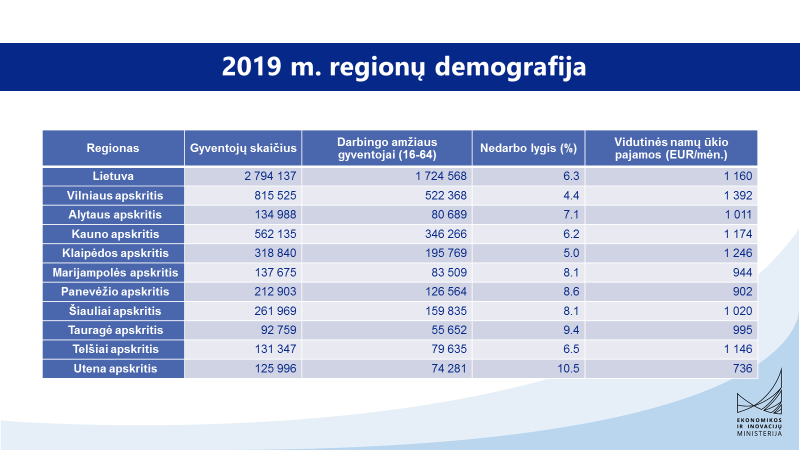 2019 m. regionų demografija
Regionas Gyventojų skaičius Darbingo amžiaus gyventojai (16-64) Nedarbo lygis (%) Vidutinės namų ūkio pajamos (EUR/mėn.)
Lietuva 2 794 137 1 724 568 6.3 1 160
Vilniaus apskritis 815 525 522 368 4.4 1 392
Alytaus apskritis 134 988 80 689 7.1 1 011
Kauno apskritis 562 135 346 266 6.2 1 174
Klaipėdos apskritis 318 840 195 769 5.0 1 246
Marijampolės apskritis 137 675 83 509 8.1 944
Panevėžio apskritis 212 903 126 564 8.6 902
Šiauliai apskritis 261 969 159 835 8.1 1 020
Tauragė apskritis 92 759 55 652 9.4 995
Telšiai apskritis 131 347 79 635 6.5 1 146
Utena apskritis 125 996 74 281 10.5 736
EKONOMIKOS
IR INOVACIJŲ
MINISTERIJA